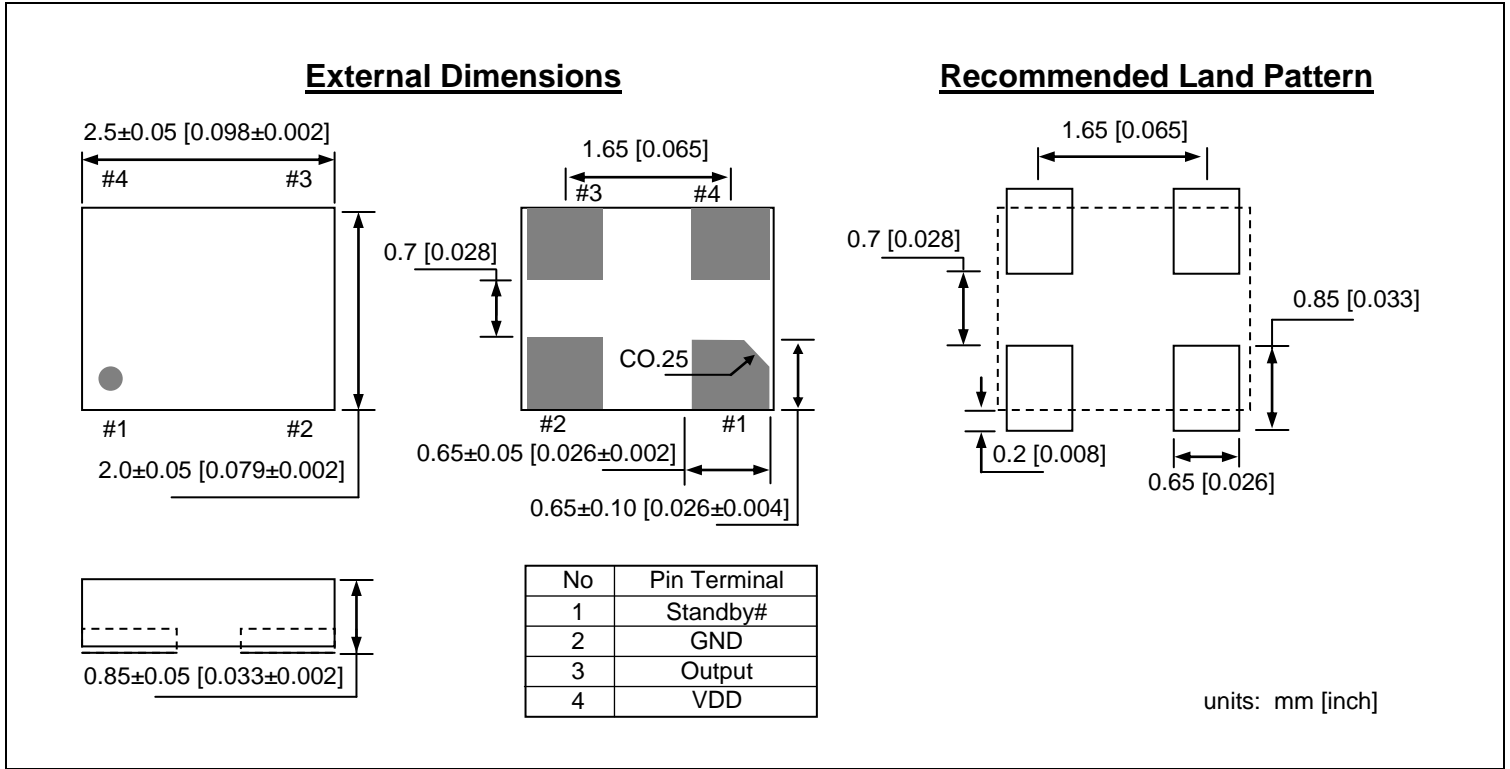 External Dimensions
2.5±0.05 [0.098±0.002]
#4 #3
#1 #2
2.0±0.05 [0.079±0.002]
1.65 [0.065]
#3 #4
0.7 [0.028]
CO.25
#2 #1
0.65±0.05 [0.026±0.002]
0.65±0.10 [0.026±0.004]
Recommended Land Pattern
1.65 [0.065]
0.7 [0.028]
0.85 [0.033]
0.2 [0.008]
0.65 [0.026]
0.85±0.05 [0.033±0.002]
No Pin Terminal
1 Standby#
2 GND
3 Output
4 VDD
units: mm [inch]